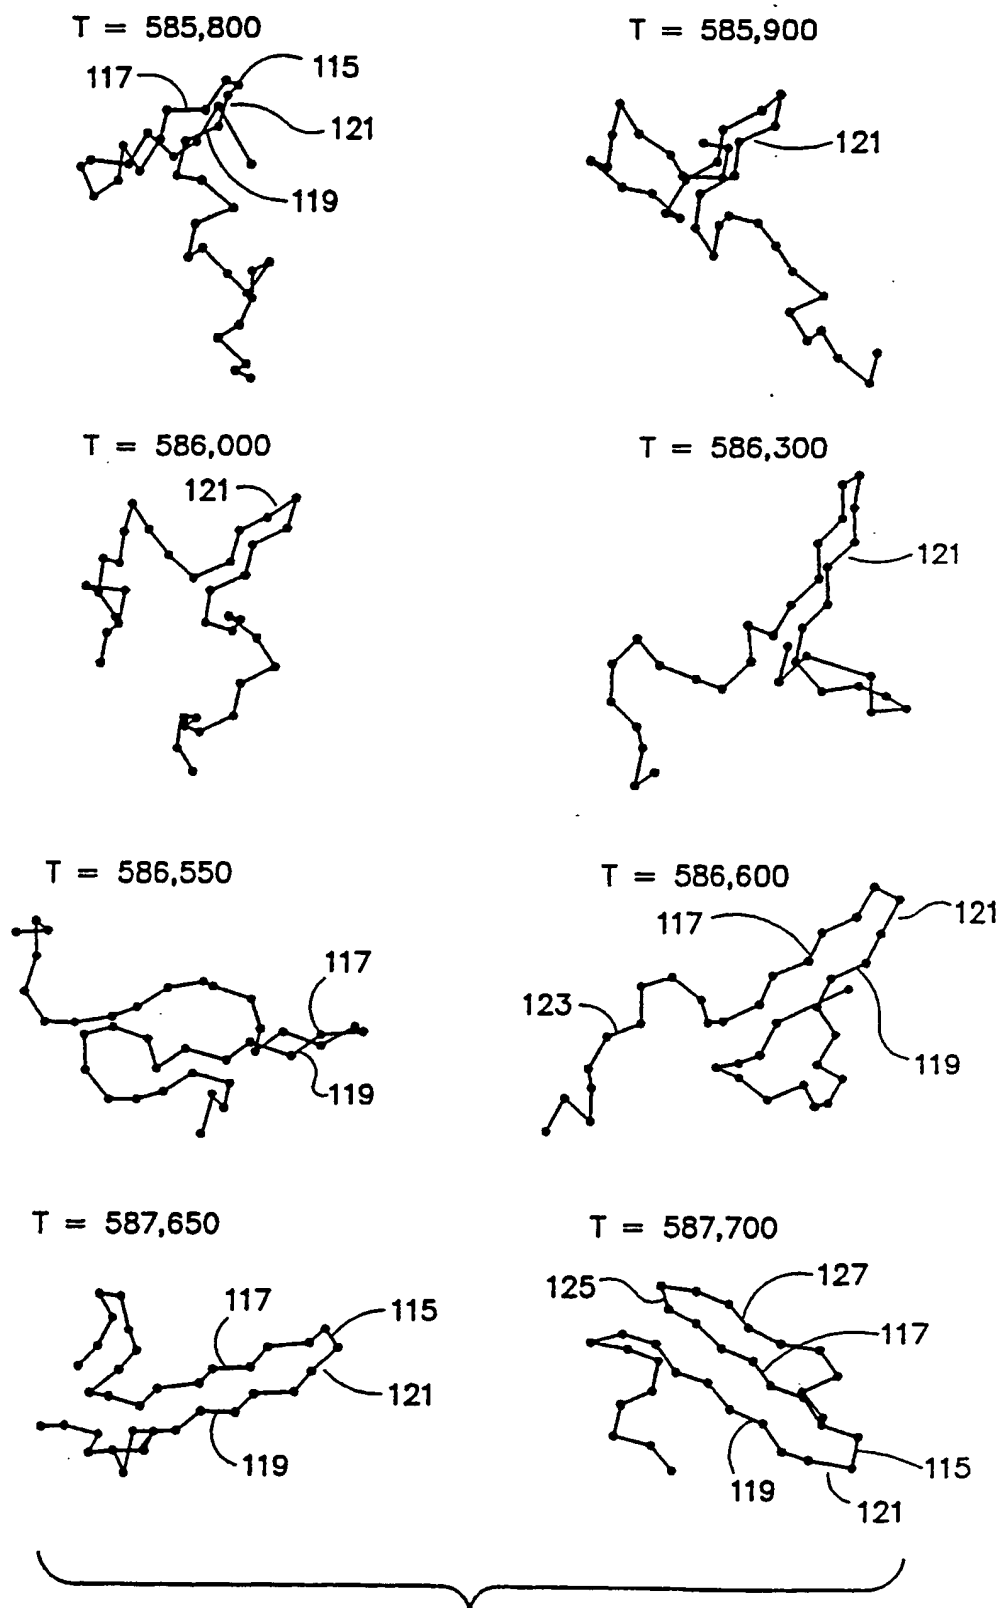 T = 585,800
T = 585,900
117
115
121
119
121
T = 586,000
T = 586,300
121
121
T = 586,550
T = 586,600
117
119
117
121
123
119
T = 587,650
T = 587,700
117
115
121
119
125
127
117
119
115
121